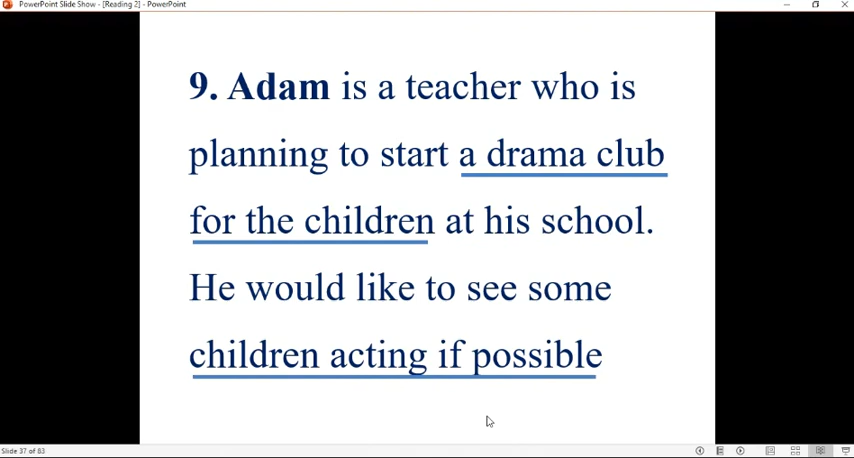 PowerPoint Slide Show - [Reading 2] - PowerPoint
9. Adam is a teacher who is
planning to start a drama club
for the children at his school.
He would like to see some
children acting if possible
Slide 37 of 83